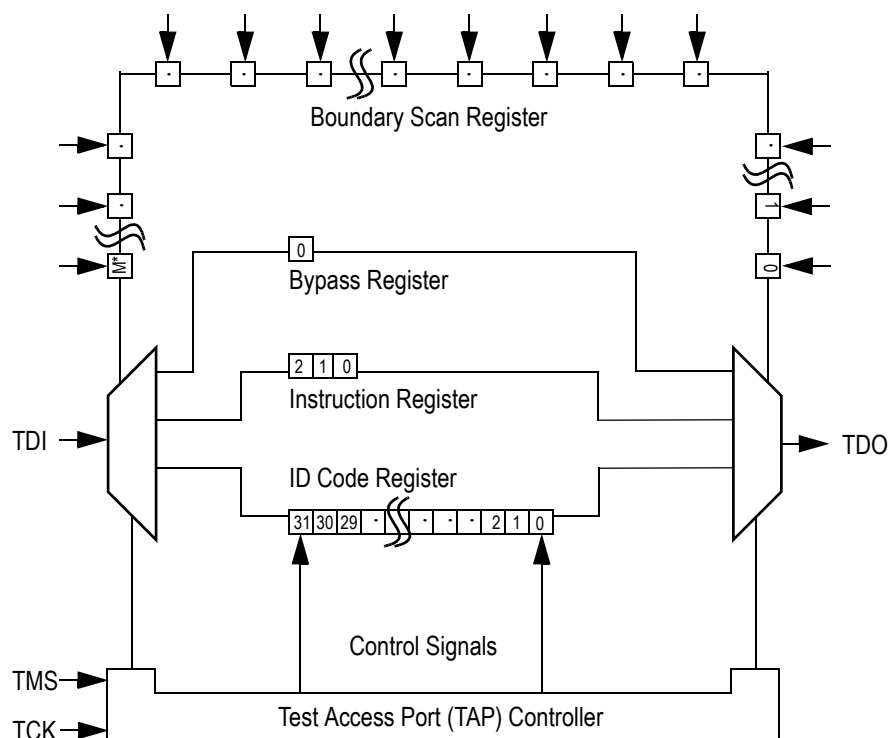 · · · · · · · ·
Boundary Scan Register
· ·
· 1
M* 0
0
Bypass Register
2 1 0
Instruction Register
TDI
TDO
ID Code Register
31 30 29 · · · · 2 1 0
Control Signals
TMS
Test Access Port (TAP) Controller
TCK